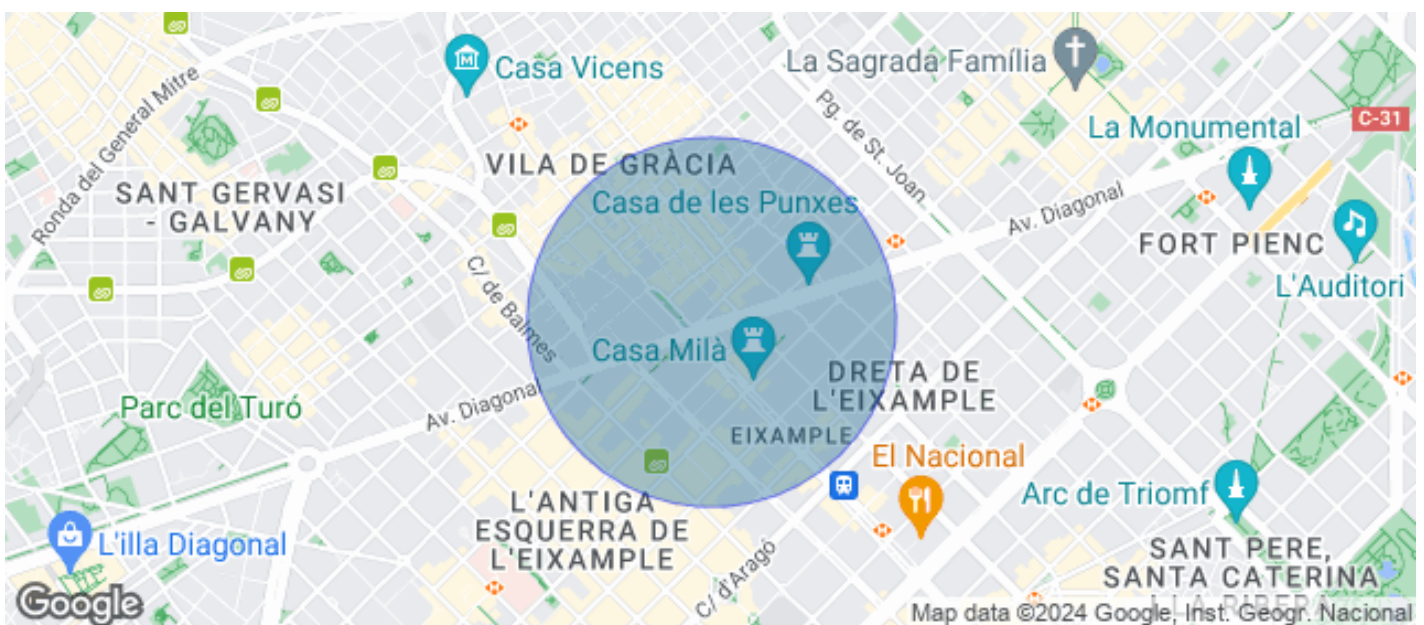 Casa Vicens
La Sagrada Família
Ronda del General Mitre
Pg. de St. Joan
La Monumental
C-31
VILA DE GRÀCIA
SANT GERVASI
- GALVANY
Casa de les Punxes
Av. Diagonal
FORT PIENC
L'Auditori
C/ de Balmes
Casa Milà
DRETA DE
L'EIXAMPLE
Parc del Turó
Av. Diagonal
EIXAMPLE
El Nacional
L'ANTIGA
ESQUERRA DE
L'EIXAMPLE
Arc de Triomf
L'illa Diagonal
C/ d'Aragó
SANT PERE,
SANTA CATERINA
I LA RIBERA
Google
Map data ©2024 Google, Inst. Geogr. Nacional